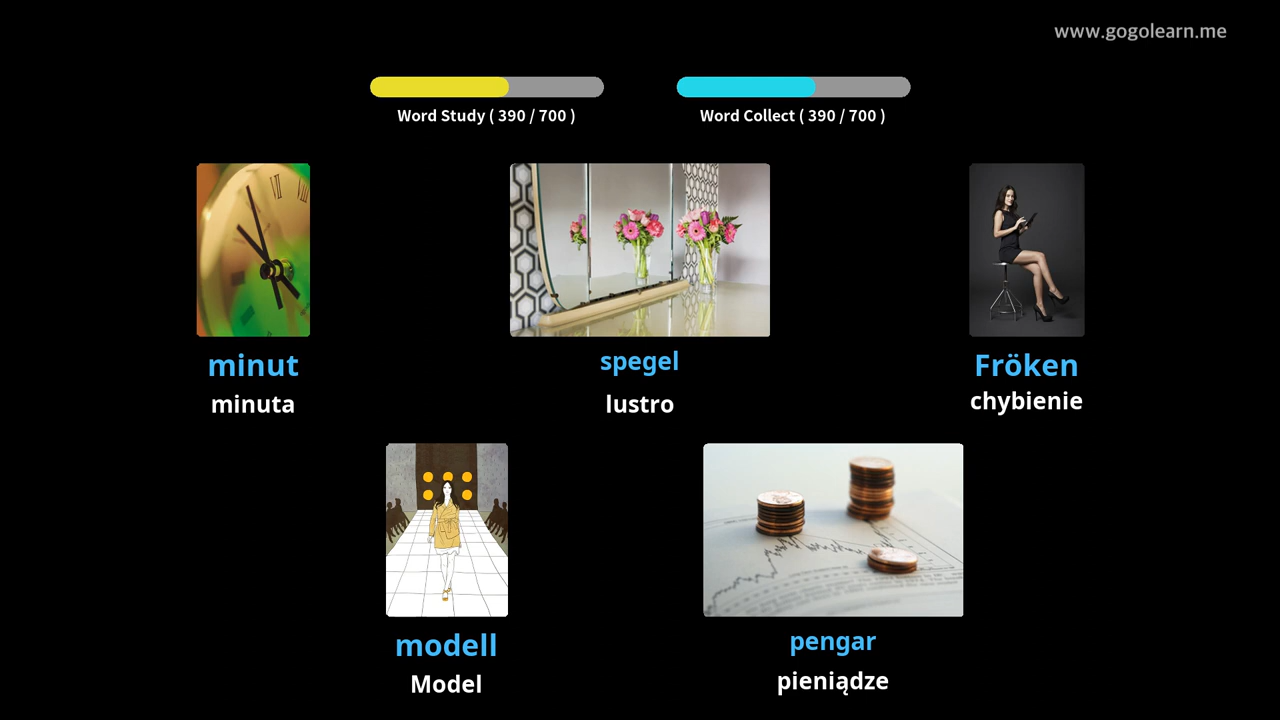 www.gogolearn.me
Word Study ( 390 / 700 )
Word Collect ( 390 / 700 )
minut
minuta
spegel
lustro
Fröken
chybienie
modell
Model
pengar
pieniądze